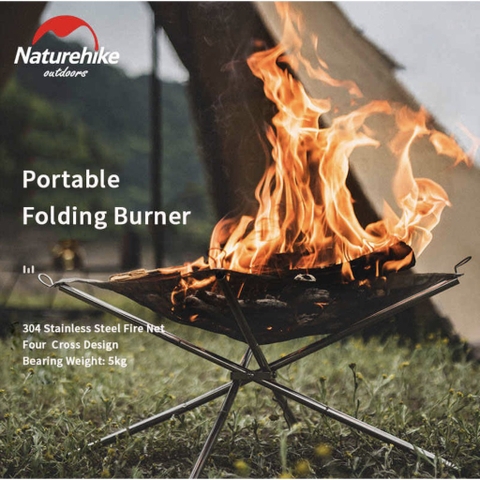 Naturehike
outdoors
Portable
Folding Burner
304 Stainless Steel Fire Net
Four Cross Design
Bearing Weight: 5kg